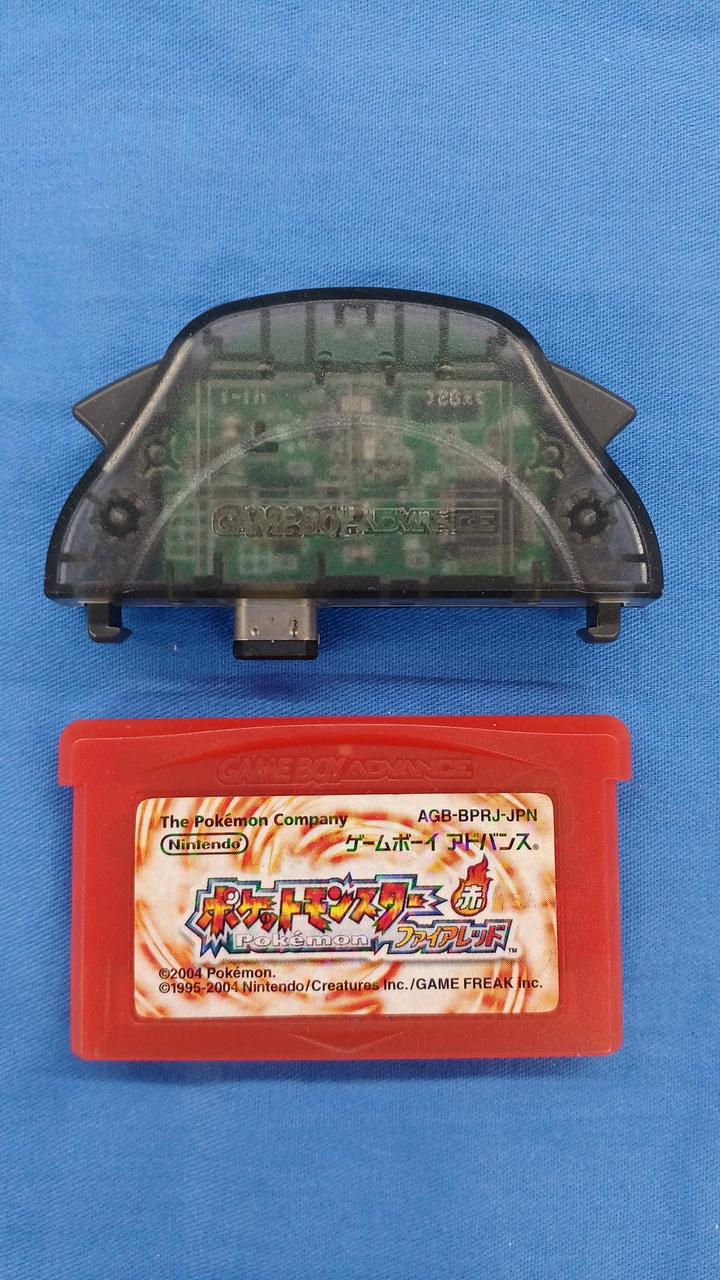 GAME BOY ADVANCE
GAME BOY ADVANCE
The Pokémon Company
AGB-BPRJ-JPN
Nintendo®
ゲームボーイ アドバンス®
ポケットモンスター
赤
Pokémon
ファイアレッド™
©2004 Pokémon.
©1995-2004 Nintendo/Creatures Inc./GAME FREAK inc.